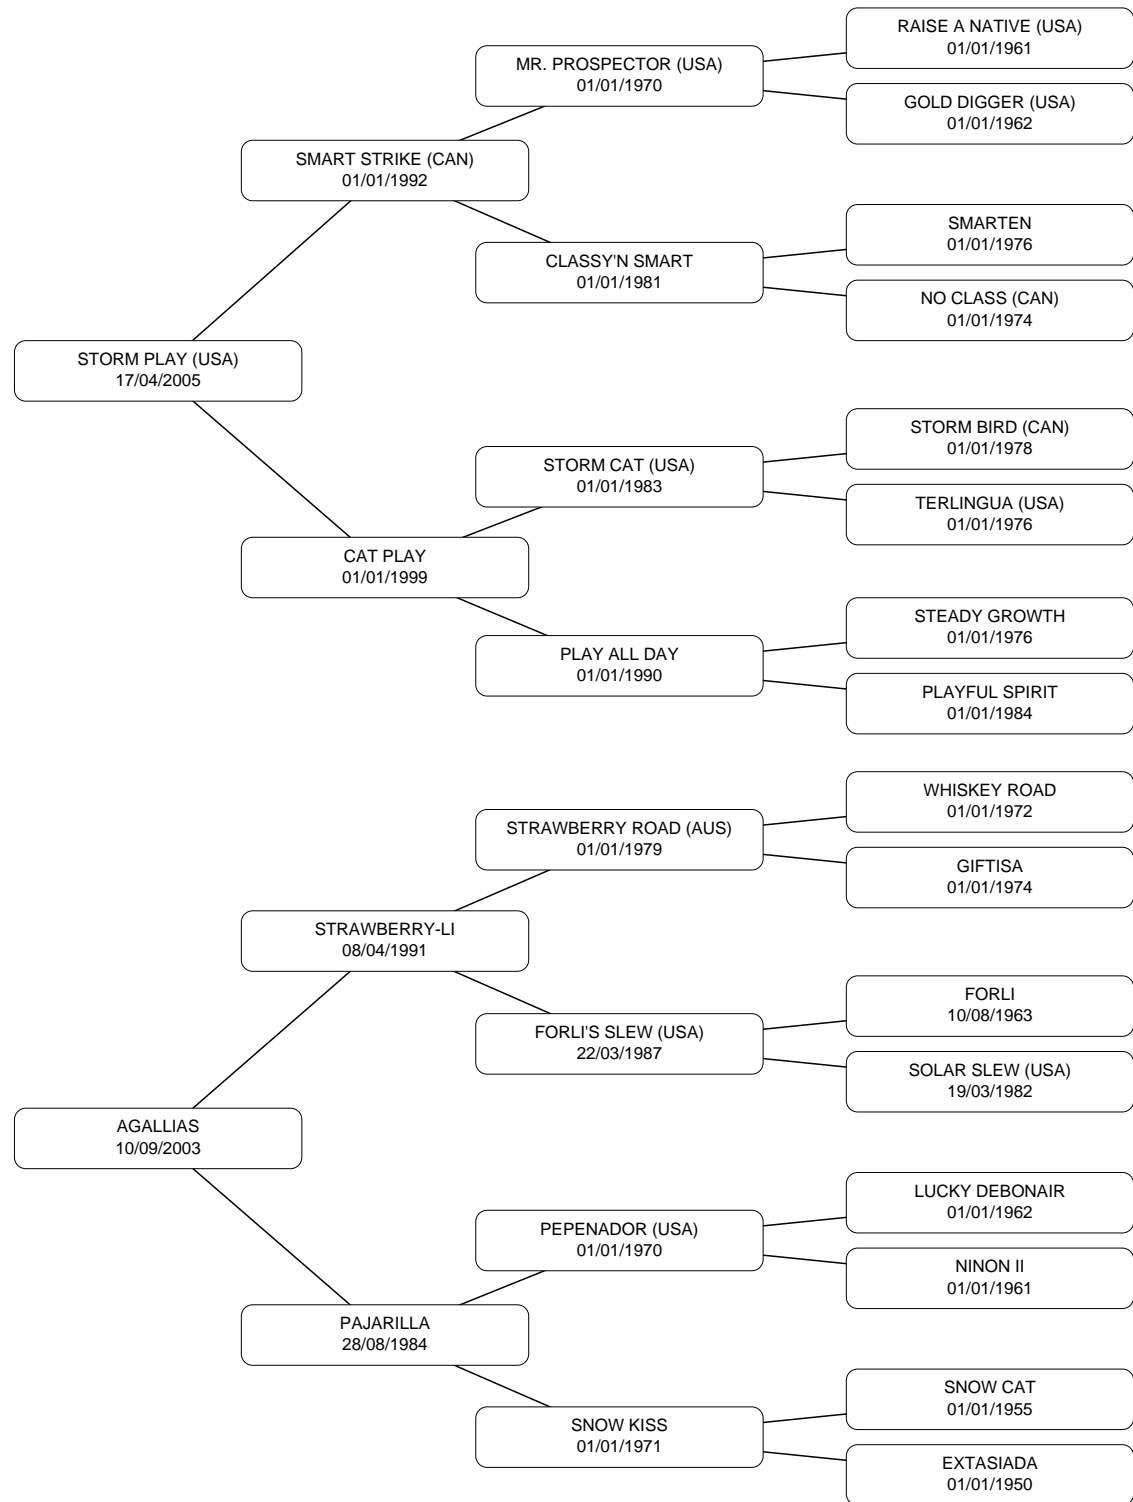 RAISE A NATIVE (USA)
01/01/1961
MR. PROSPECTOR (USA)
01/01/1970
GOLD DIGGER (USA)
01/01/1962
SMART STRIKE (CAN)
01/01/1992
SMARTEN
01/01/1976
CLASSY'N SMART
01/01/1981
NO CLASS (CAN)
01/01/1974
STORM PLAY (USA)
17/04/2005
STORM BIRD (CAN)
01/01/1978
STORM CAT (USA)
01/01/1983
TERLINGUA (USA)
01/01/1976
CAT PLAY
01/01/1999
STEADY GROWTH
01/01/1976
PLAY ALL DAY
01/01/1990
PLAYFUL SPIRIT
01/01/1984
WHISKEY ROAD
01/01/1972
STRAWBERRY ROAD (AUS)
01/01/1979
GIFTISA
01/01/1974
STRAWBERRY-LI
08/04/1991
FORLI
10/08/1963
FORLI'S SLEW (USA)
22/03/1987
SOLAR SLEW (USA)
19/03/1982
AGALLIAS
10/09/2003
LUCKY DEBONAIR
01/01/1962
PEPENADOR (USA)
01/01/1970
NINON II
01/01/1961
PAJARILLA
28/08/1984
SNOW CAT
01/01/1955
SNOW KISS
01/01/1971
EXTASIADA
01/01/1950